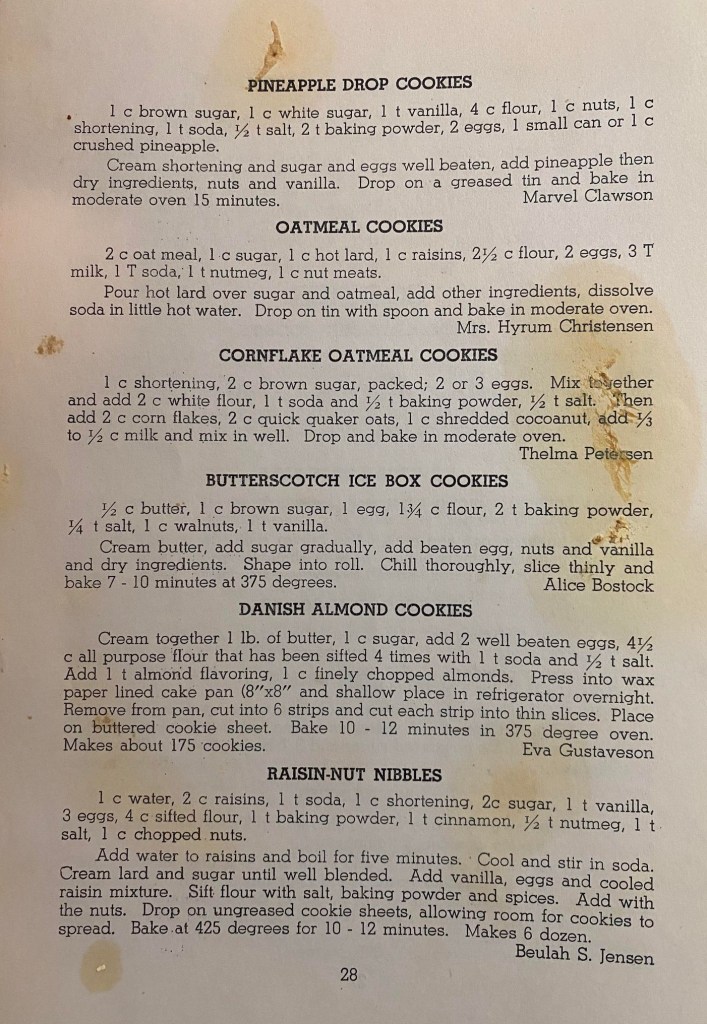 PINEAPPLE DROP COOKIES
1 c brown sugar, 1 c white sugar, 1 t vanilla, 4 c flour, 1 c nuts, 1 c
shortening, 1 t soda, ½ t salt, 2 t baking powder, 2 eggs, 1 small can or 1 c
crushed pineapple.
Cream shortening and sugar and eggs well beaten, add pineapple then
dry ingredients, nuts and vanilla. Drop on a greased tin and bake in
moderate oven 15 minutes. Marvel Clawson
OATMEAL COOKIES
2 c oat meal, 1 c sugar, 1 c hot lard, 1 c raisins, 2½ c flour, 2 eggs, 3 T
milk, 1 T soda, 1 t nutmeg, 1 c nut meats.
Pour hot lard over sugar and oatmeal, add other ingredients, dissolve
soda in little hot water. Drop on tin with spoon and bake in moderate oven.
Mrs. Hyrum Christensen
CORNFLAKE OATMEAL COOKIES
1 c shortening, 2 c brown sugar, packed; 2 or 3 eggs. Mix together
and add 2 c white flour, 1 t soda and ½ t baking powder, ½ t salt. Then
add 2 c corn flakes, 2 c quick quaker oats, 1 c shredded cocoanut, add ⅓
to ½ c milk and mix in well. Drop and bake in moderate oven.
Thelma Petersen
BUTTERSCOTCH ICE BOX COOKIES
½ c butter, 1 c brown sugar, 1 egg, 1¾ c flour, 2 t baking powder,
¼ t salt, 1 c walnuts, 1 t vanilla.
Cream butter, add sugar gradually, add beaten egg, nuts and vanilla
and dry ingredients. Shape into roll. Chill thoroughly, slice thinly and
bake 7 - 10 minutes at 375 degrees. Alice Bostock
DANISH ALMOND COOKIES
Cream together 1 lb. of butter, 1 c sugar, add 2 well beaten eggs, 4½
c all purpose flour that has been sifted 4 times with 1 t soda and ½ t salt.
Add 1 t almond flavoring, 1 c finely chopped almonds. Press into wax
paper lined cake pan (8"x8" and shallow place in refrigerator overnight.
Remove from pan, cut into 6 strips and cut each strip into thin slices. Place
on buttered cookie sheet. Bake 10 - 12 minutes in 375 degree oven.
Makes about 175 cookies. Eva Gustaveson
RAISIN-NUT NIBBLES
1 c water, 2 c raisins, 1 t soda, 1 c shortening, 2c sugar, 1 t vanilla,
3 eggs, 4 c sifted flour, 1 t baking powder, 1 t cinnamon, ½ t nutmeg, 1 t
salt, 1 c chopped nuts.
Add water to raisins and boil for five minutes. Cool and stir in soda.
Cream lard and sugar until well blended. Add vanilla, eggs and cooled
raisin mixture. Sift flour with salt, baking powder and spices. Add with
the nuts. Drop on ungreased cookie sheets, allowing room for cookies to
spread. Bake at 425 degrees for 10 - 12 minutes. Makes 6 dozen.
Beulah S. Jensen
28